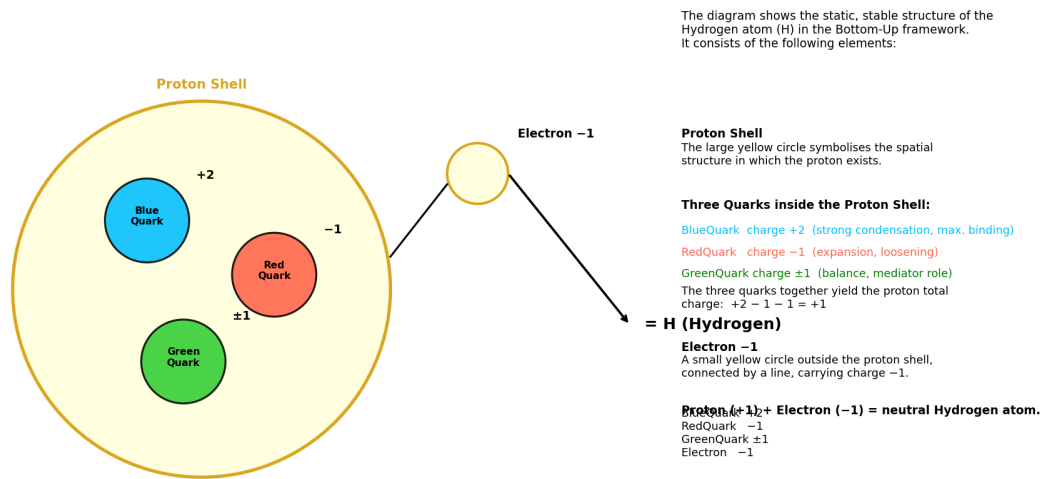 The diagram shows the static, stable structure of the
Hydrogen atom (H) in the Bottom-Up framework.
It consists of the following elements:
Proton Shell
Electron −1
Proton Shell
The large yellow circle symbolises the spatial
structure in which the proton exists.
+2
Blue
Quark
−1
Red
Quark
±1
Green
Quark
Three Quarks inside the Proton Shell:
BlueQuark  charge +2  (strong condensation, max. binding)
RedQuark   charge −1  (expansion, loosening)
GreenQuark charge ±1  (balance, mediator role)
The three quarks together yield the proton total
charge:  +2 − 1 − 1 = +1
= H (Hydrogen)
Electron −1
A small yellow circle outside the proton shell,
connected by a line, carrying charge −1.
Proton (+1) + Electron (−1) = neutral Hydrogen atom.
BlueQuark  +2
RedQuark   −1
GreenQuark ±1
Electron   −1